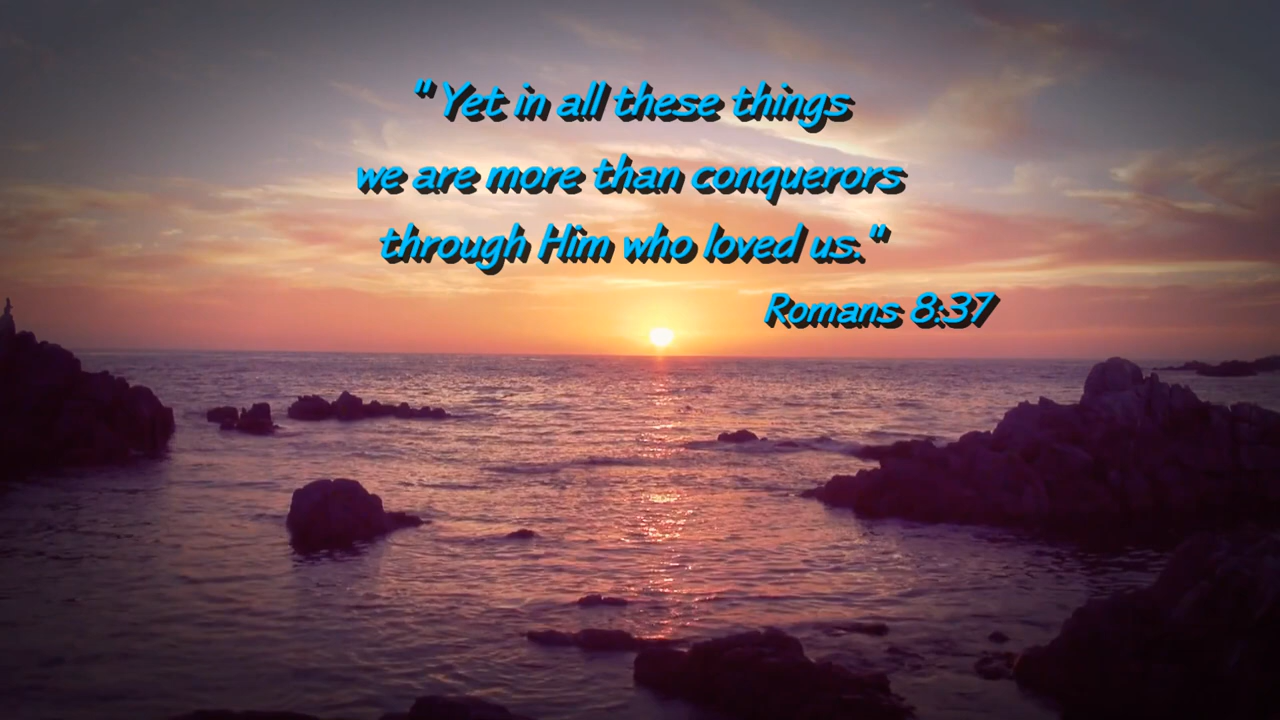 "Yet in all these things
we are more than conquerors
through Him who loved us."
Romans 8:37